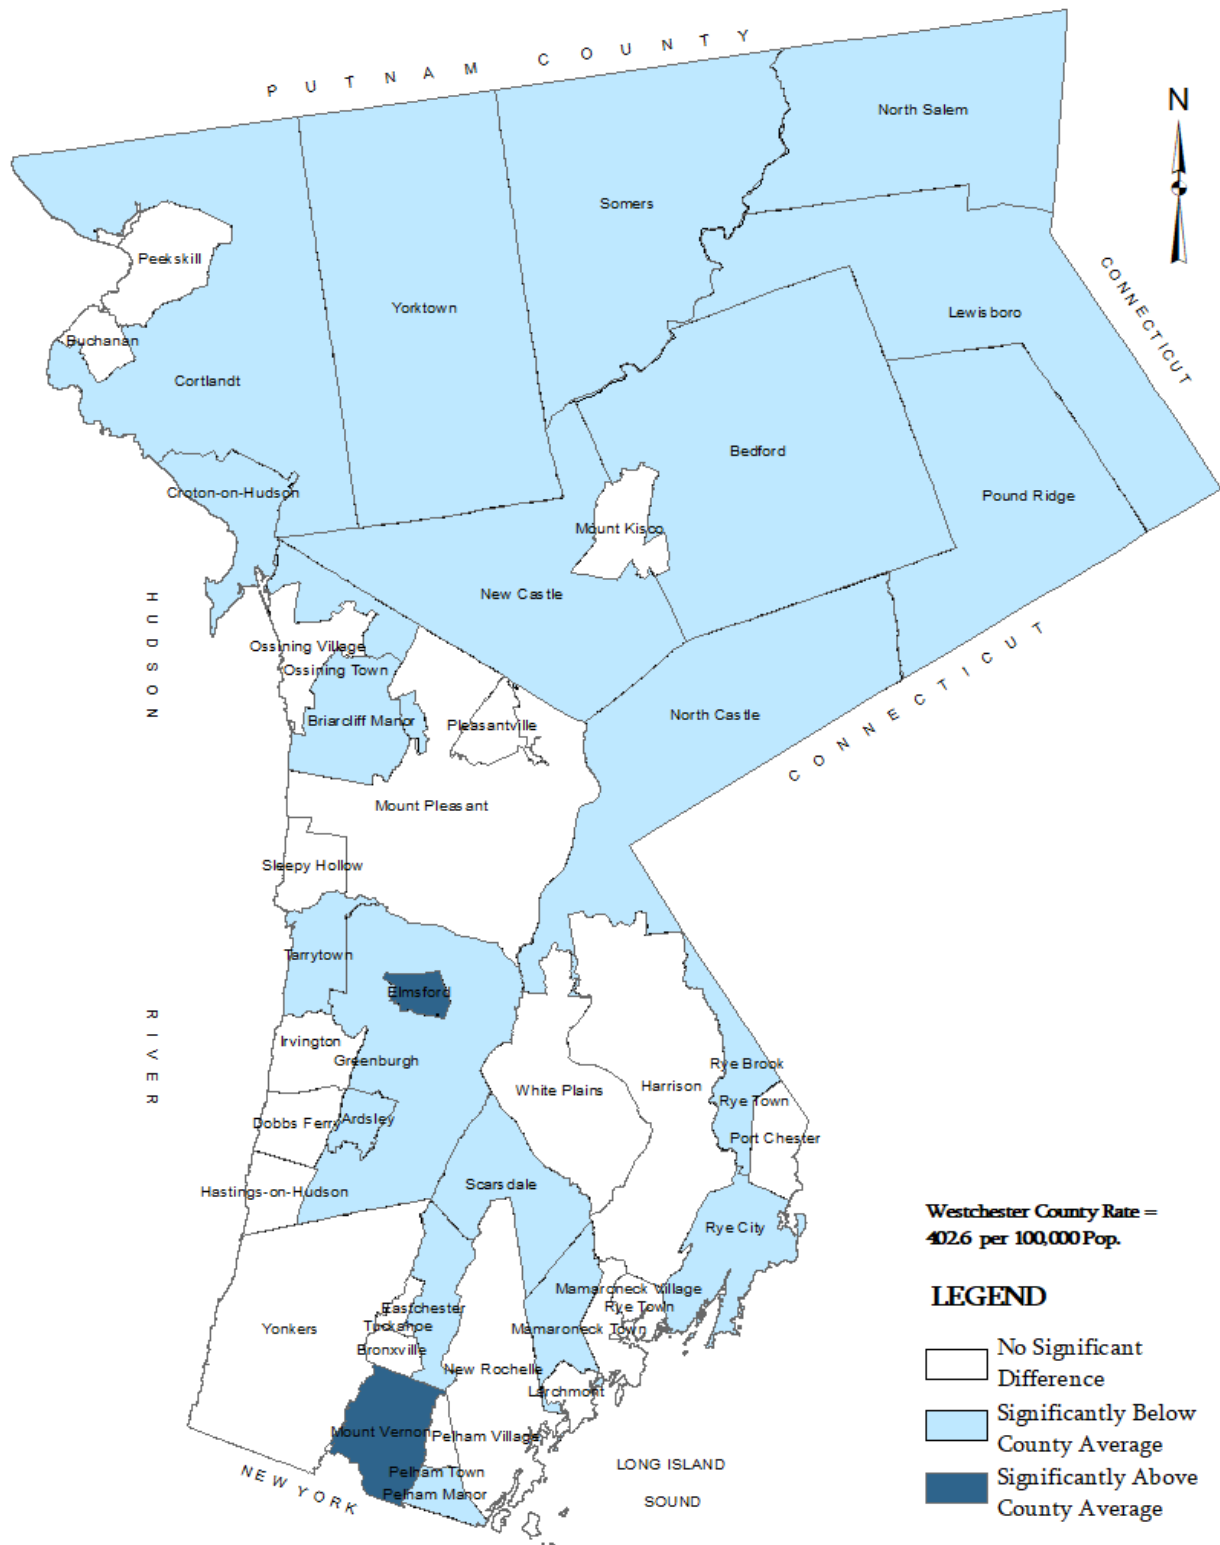 PUTNAM COUNTY
N
North Salem
Somers
Peekskill
CONNECTICUT
Yorktown
Lewisboro
Buchanan
Cortlandt
Bedford
Croton-on-Hudson
Pound Ridge
Mount Kisco
New Castle
HUDSON
Ossining Village
Ossining Town
CONNECTICUT
Briarcliff Manor
Pleasantville
North Castle
Mount Pleasant
Sleepy Hollow
Tarrytown
Elmsford
RIVER
Irvington
Greenburgh
Rye Brook
White Plains
Harrison
Rye Town
Dobbs Ferry
Ardsley
Port Chester
Scarsdale
Hastings-on-Hudson
Rye City
Westchester County Rate =
402.6 per 100,000 Pop.
Mamaroneck Village
LEGEND
Eastchester
Rye Town
Yonkers
Tuckahoe
Mamaroneck Town
Bronxville
No Significant
Difference
New Rochelle
Larchmont
Mount Vernon
Pelham Village
Significantly Below
County Average
LONG ISLAND
SOUND
Pelham Town
Pelham Manor
NEW YORK
Significantly Above
County Average